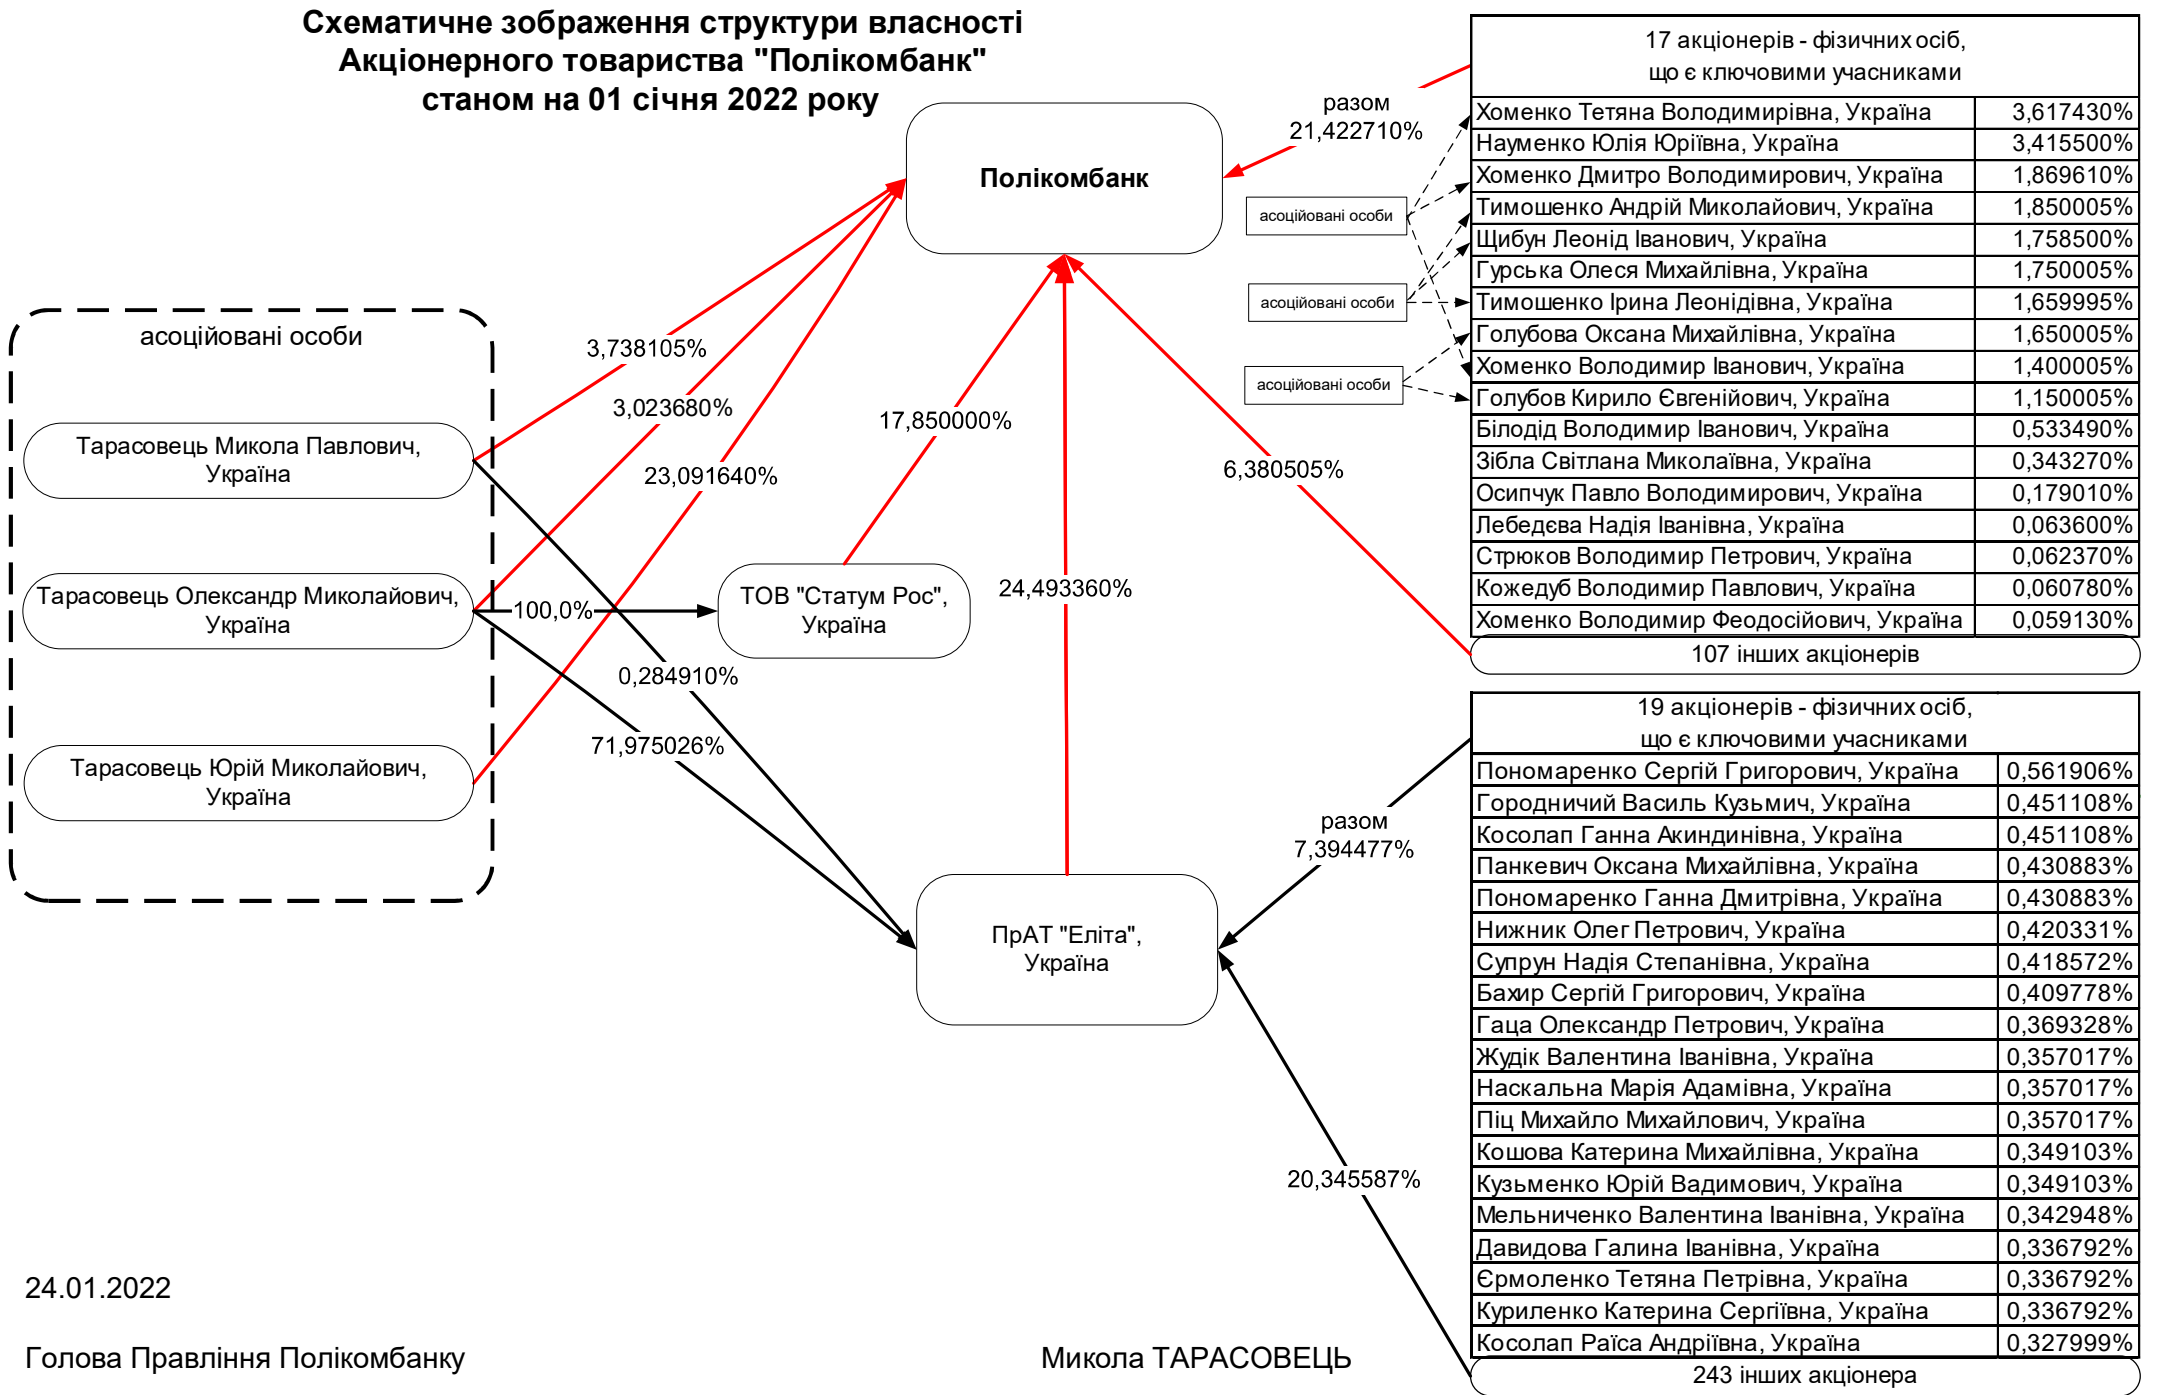 Схематичне зображення структури власності
Акціонерного товариства "Полікомбанк"
станом на 01 січня 2022 року
Полікомбанк
разом
21,422710%
17 акціонерів - фізичних осіб,
що є ключовими учасниками
Хоменко Тетяна Володимирівна, Україна 3,617430%
Науменко Юлія Юріївна, Україна 3,415500%
Хоменко Дмитро Володимирович, Україна 1,869610%
Тимошенко Андрій Миколайович, Україна 1,850005%
Щибун Леонід Іванович, Україна 1,758500%
Гурська Олеся Михайлівна, Україна 1,750005%
Тимошенко Ірина Леонідівна, Україна 1,659995%
Голубова Оксана Михайлівна, Україна 1,650005%
Хоменко Володимир Іванович, Україна 1,400005%
Голубов Кирило Євгенійович, Україна 1,150005%
Білодід Володимир Іванович, Україна 0,533490%
Зібла Світлана Миколаївна, Україна 0,343270%
Осипчук Павло Володимирович, Україна 0,179010%
Лебедєва Надія Іванівна, Україна 0,063600%
Стрюков Володимир Петрович, Україна 0,062370%
Кожедуб Володимир Павлович, Україна 0,060780%
Хоменко Володимир Феодосійович, Україна 0,059130%
107 інших акціонерів
асоційовані особи
асоційовані особи
асоційовані особи
асоційовані особи
Тарасовець Микола Павлович,
Україна
Тарасовець Олександр Миколайович,
Україна
Тарасовець Юрій Миколайович,
Україна
3,738105%
3,023680%
23,091640%
17,850000%
6,380505%
100,0%
ТОВ "Статум Рос",
Україна
24,493360%
0,284910%
71,975026%
ПрАТ "Еліта",
Україна
разом
7,394477%
20,345587%
19 акціонерів - фізичних осіб,
що є ключовими учасниками
Пономаренко Сергій Григорович, Україна 0,561906%
Городничий Василь Кузьмич, Україна 0,451108%
Косолап Ганна Акиндинівна, Україна 0,451108%
Панкевич Оксана Михайлівна, Україна 0,430883%
Пономаренко Ганна Дмитрівна, Україна 0,430883%
Нижник Олег Петрович, Україна 0,420331%
Супрун Надія Степанівна, Україна 0,418572%
Бахир Сергій Григорович, Україна 0,409778%
Гаца Олександр Петрович, Україна 0,369328%
Жудік Валентина Іванівна, Україна 0,357017%
Наскальна Марія Адамівна, Україна 0,357017%
Піц Михайло Михайлович, Україна 0,357017%
Кошова Катерина Михайлівна, Україна 0,349103%
Кузьменко Юрій Вадимович, Україна 0,349103%
Мельниченко Валентина Іванівна, Україна 0,342948%
Давидова Галина Іванівна, Україна 0,336792%
Єрмоленко Тетяна Петрівна, Україна 0,336792%
Куриленко Катерина Сергіївна, Україна 0,336792%
Косолап Раїса Андріївна, Україна 0,327999%
243 інших акціонера
24.01.2022
Голова Правління Полікомбанку Микола ТАРАСОВЕЦЬ